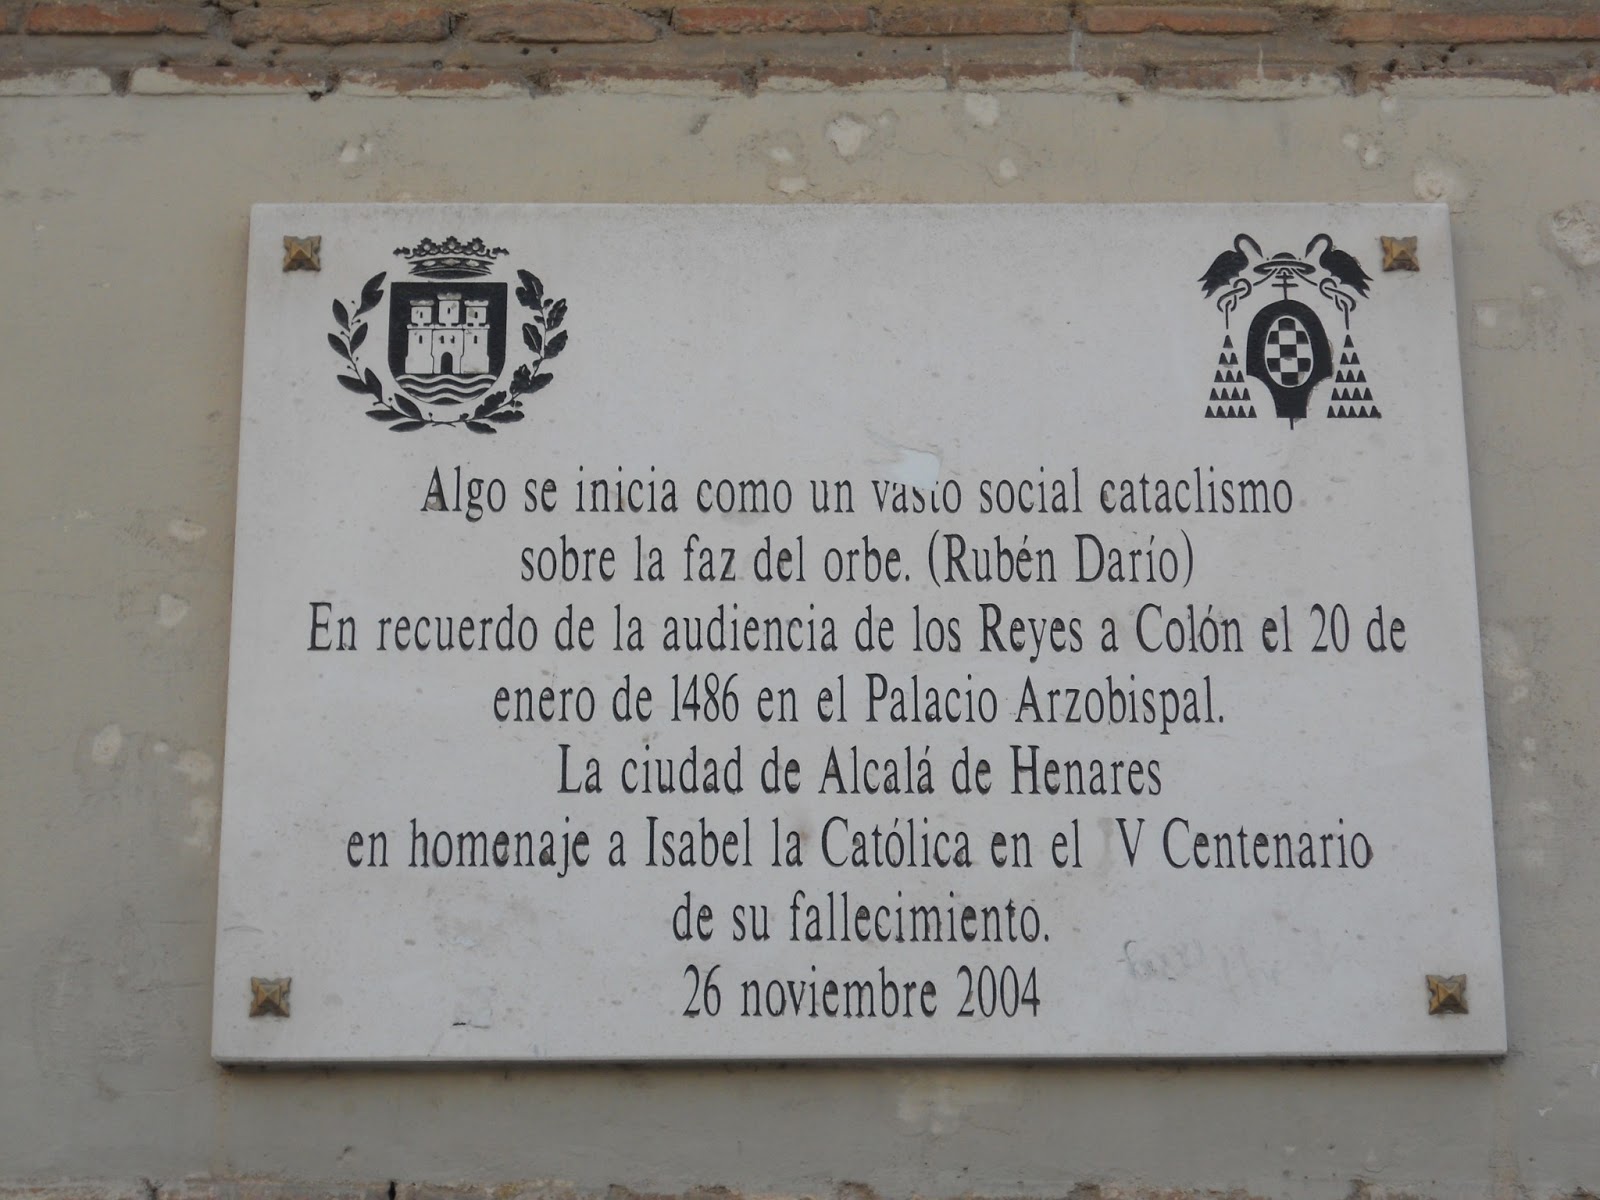 Algo se inicia como un vasto social cataclismo
sobre la faz del orbe. (Rubén Darío)
En recuerdo de la audiencia de los Reyes a Colón el 20 de
enero de 1486 en el Palacio Arzobispal.
La ciudad de Alcalá de Henares
en homenaje a Isabel la Católica en el V Centenario
de su fallecimiento.
26 noviembre 2004